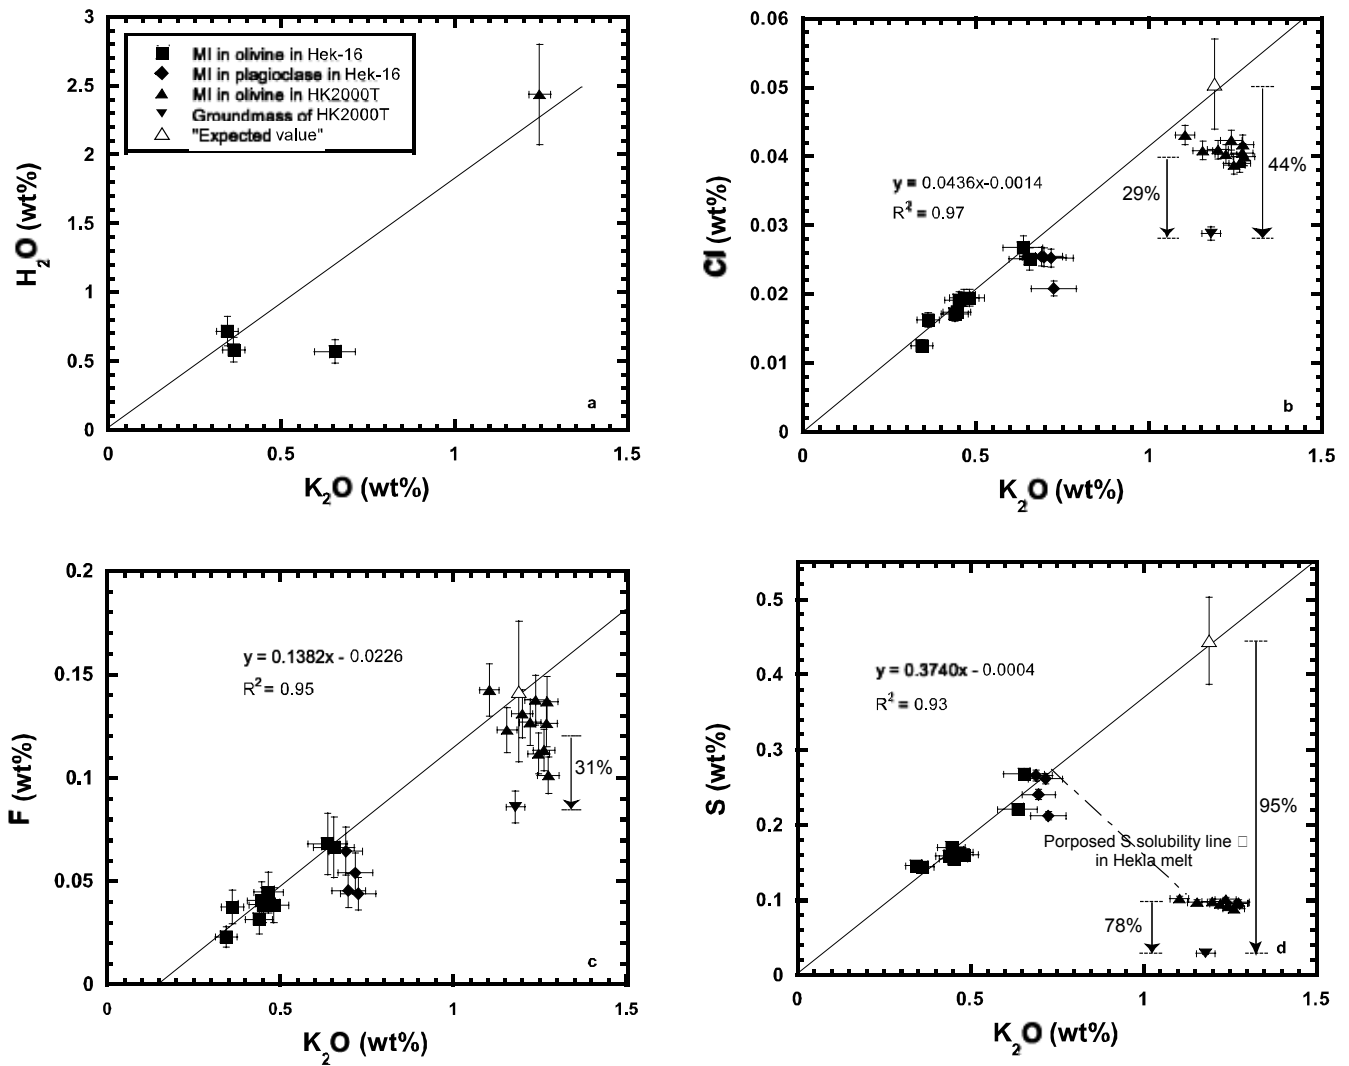 3
2.5
2
1.5
1
0.5
0
H2O (wt%)
MI in olivine in Hek-16
MI in plagioclase in Hek-16
MI in olivine in HK2000T
Groundmass of HK2000T
"Expected value"
a
0 0.5 1 1.5
K2O (wt%)
0.06
0.05
0.04
0.03
0.02
0.01
0
Cl (wt%)
y = 0.0436x-0.0014
R2 = 0.97
29%
44%
b
0 0.5 1 1.5
K2O (wt%)
0.2
0.15
0.1
0.05
0
F (wt%)
y = 0.1382x - 0.0226
R2 = 0.95
31%
c
0 0.5 1 1.5
K2O (wt%)
0.5
0.4
0.3
0.2
0.1
0
S (wt%)
y = 0.3740x - 0.0004
R2 = 0.93
95%
Porposed S solubility line
in Hekla melt
78%
d
0 0.5 1 1.5
K2O (wt%)